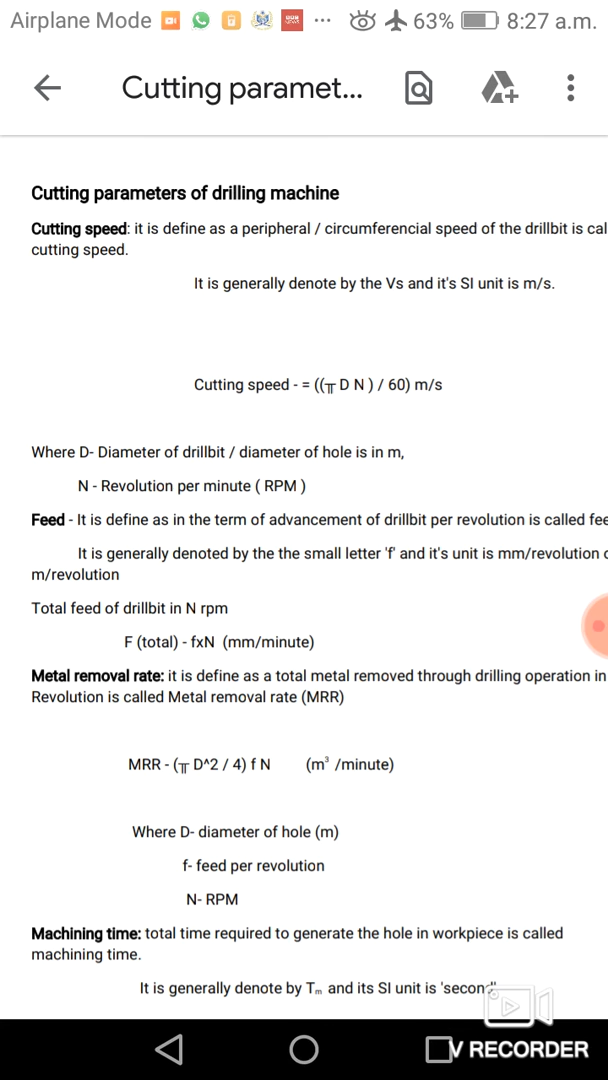 Airplane Mode ... 63% 8:27 a.m.
Cutting paramet...
Cutting parameters of drilling machine
Cutting speed: it is define as a peripheral / circumferencial speed of the drillbit is cal
cutting speed.
It is generally denote by the Vs and it's SI unit is m/s.
Cutting speed - = ((╥ D N ) / 60) m/s
Where D- Diameter of drillbit / diameter of hole is in m,
N - Revolution per minute ( RPM )
Feed - It is define as in the term of advancement of drillbit per revolution is called fee
It is generally denoted by the the small letter 'f' and it's unit is mm/revolution
m/revolution
Total feed of drillbit in N rpm
F (total) - fxN (mm/minute)
Metal removal rate: it is define as a total metal removed through drilling operation in
Revolution is called Metal removal rate (MRR)
MRR - (╥ D^2 / 4) f N (m³ /minute)
Where D- diameter of hole (m)
f- feed per revolution
N- RPM
Machining time: total time required to generate the hole in workpiece is called
machining time.
It is generally denote by Tₘ and its SI unit is 'second'
V RECORDER